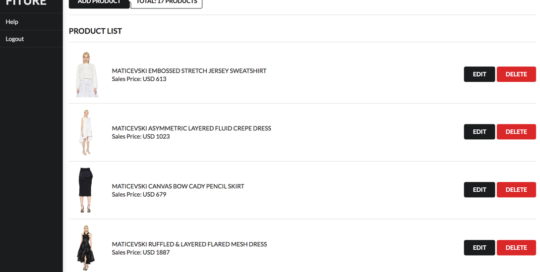 FITURE
ADD PRODUCT
TOTAL: 17 PRODUCTS
Help
Logout
PRODUCT LIST
MATICEVSKI EMBOSSED STRETCH JERSEY SWEATSHIRT
Sales Price: USD 613
EDIT
DELETE
MATICEVSKI ASYMMETRIC LAYERED FLUID CREPE DRESS
Sales Price: USD 1023
EDIT
DELETE
MATICEVSKI CANVAS BOW CADY PENCIL SKIRT
Sales Price: USD 679
EDIT
DELETE
MATICEVSKI RUFFLED & LAYERED FLARED MESH DRESS
Sales Price: USD 1887
EDIT
DELETE